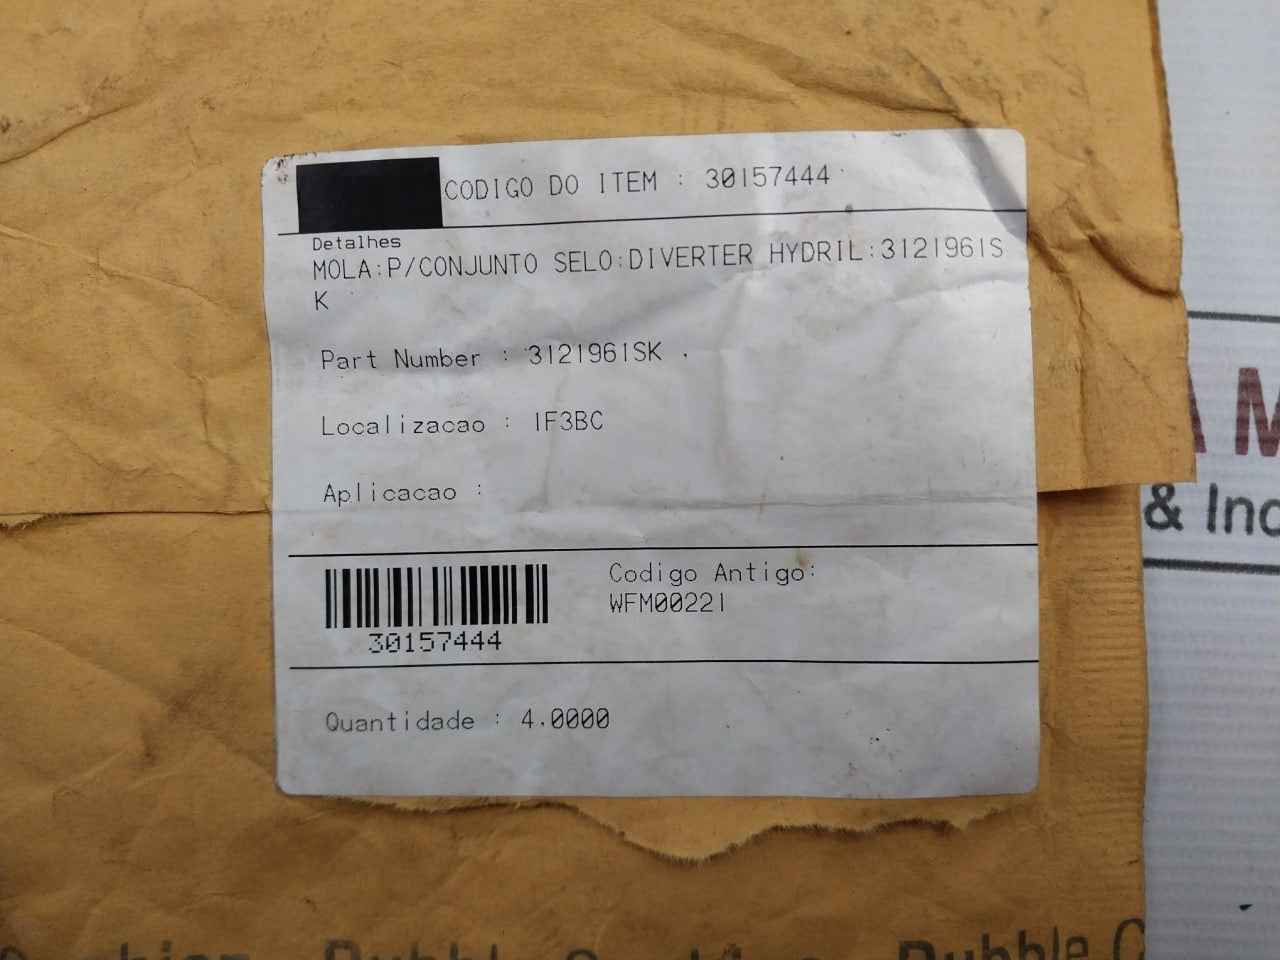 CODIGO DO ITEM : 30157444
Detalhes
MOLA:P/CONJUNTO SELO:DIVERTER HYDRIL:3121961S
K
Part Number : 3121961SK
Localizacao : 1F3BC
Aplicacao :
Codigo Antigo:
WFM00221
30157444
Quantidade : 4.0000
& Inc
Bubble C